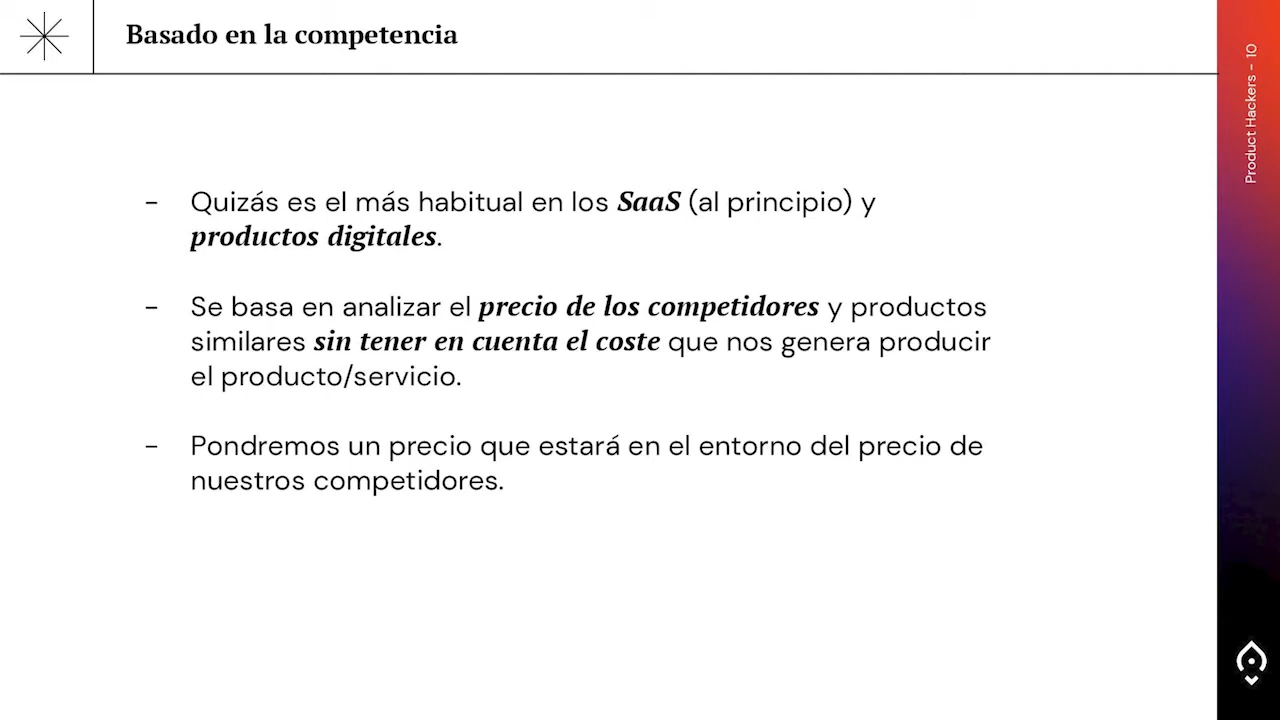 Basado en la competencia
Product Hackers - 10
- Quizás es el más habitual en los SaaS (al principio) y
productos digitales.
- Se basa en analizar el precio de los competidores y productos
similares sin tener en cuenta el coste que nos genera producir
el producto/servicio.
- Pondremos un precio que estará en el entorno del precio de
nuestros competidores.